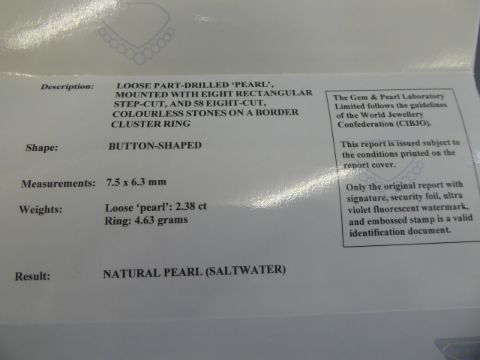 Description: LOOSE PART-DRILLED ‘PEARL’,
MOUNTED WITH EIGHT RECTANGULAR
STEP-CUT, AND 58 EIGHT-CUT,
COLOURLESS STONES ON A BORDER
CLUSTER RING
Shape: BUTTON-SHAPED
Measurements: 7.5 x 6.3 mm
Weights: Loose ‘pearl’: 2.38 ct
Ring: 4.63 grams
Result: NATURAL PEARL (SALTWATER)
The Gem & Pearl Laboratory
Limited follows the guidelines
of the World Jewellery
Confederation (CIBJO).
This report is issued subject to
the conditions printed on the
report cover.
Only the original report with
signature, security foil, ultra
violet fluorescent watermark,
and embossed stamp is a valid
identification document.